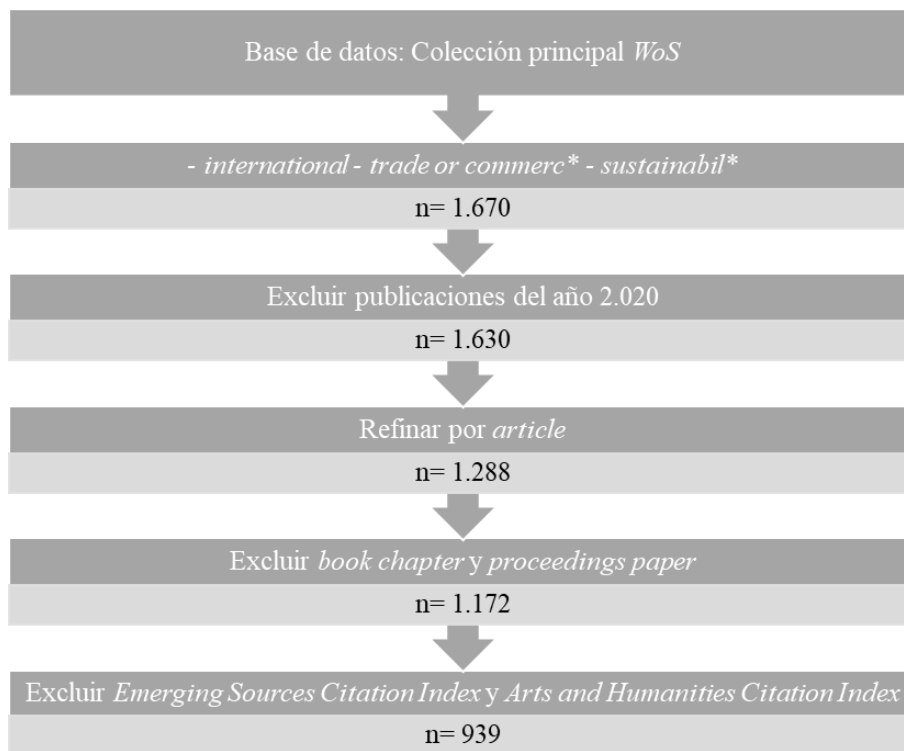 Base de datos: Colección principal WoS
- international - trade or commerc* - sustainabil*
n= 1.670
Excluir publicaciones del año 2.020
n= 1.630
Refinar por article
n= 1.288
Excluir book chapter y proceedings paper
n= 1.172
Excluir Emerging Sources Citation Index y Arts and Humanities Citation Index
n= 939